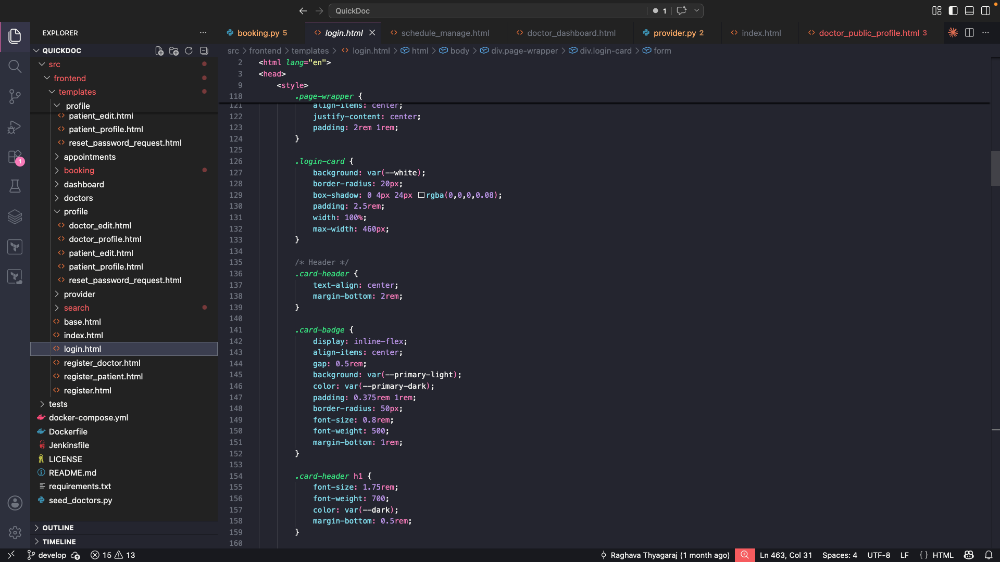 QuickDoc
1
EXPLORER
QUICKDOC
src
frontend
templates
profile
patient_edit.html
patient_profile.html
reset_password_request.html
appointments
booking
dashboard
doctors
profile
doctor_edit.html
doctor_profile.html
patient_edit.html
patient_profile.html
reset_password_request.html
provider
search
base.html
index.html
login.html
register_doctor.html
register_patient.html
register.html
tests
docker-compose.yml
Dockerfile
Jenkinsfile
LICENSE
README.md
requirements.txt
seed_doctors.py
OUTLINE
TIMELINE
1
booking.py 5
login.html
schedule_manage.html
doctor_dashboard.html
provider.py 2
index.html
doctor_public_profile.html 3
src > frontend > templates > login.html > html > body > div.page-wrapper > div.login-card > form
2 <html lang="en">
3 <head>
9 <style>
118 .page-wrapper {
121 align-items: center;
122 justify-content: center;
123 padding: 2rem 1rem;
124 }
125
126 .login-card {
127 background: var(--white);
128 border-radius: 20px;
129 box-shadow: 0 4px 24px rgba(0,0,0,0.08);
130 padding: 2.5rem;
131 width: 100%;
132 max-width: 460px;
133 }
134
135 /* Header */
136 .card-header {
137 text-align: center;
138 margin-bottom: 2rem;
139 }
140
141 .card-badge {
142 display: inline-flex;
143 align-items: center;
144 gap: 0.5rem;
145 background: var(--primary-light);
146 color: var(--primary-dark);
147 padding: 0.375rem 1rem;
148 border-radius: 50px;
149 font-size: 0.8rem;
150 font-weight: 500;
151 margin-bottom: 1rem;
152 }
153
154 .card-header h1 {
155 font-size: 1.75rem;
156 font-weight: 700;
157 color: var(--dark);
158 margin-bottom: 0.5rem;
159 }
160
develop
15 13
Raghava Thyagaraj (1 month ago)
Ln 463, Col 31
Spaces: 4
UTF-8
LF
{ } HTML